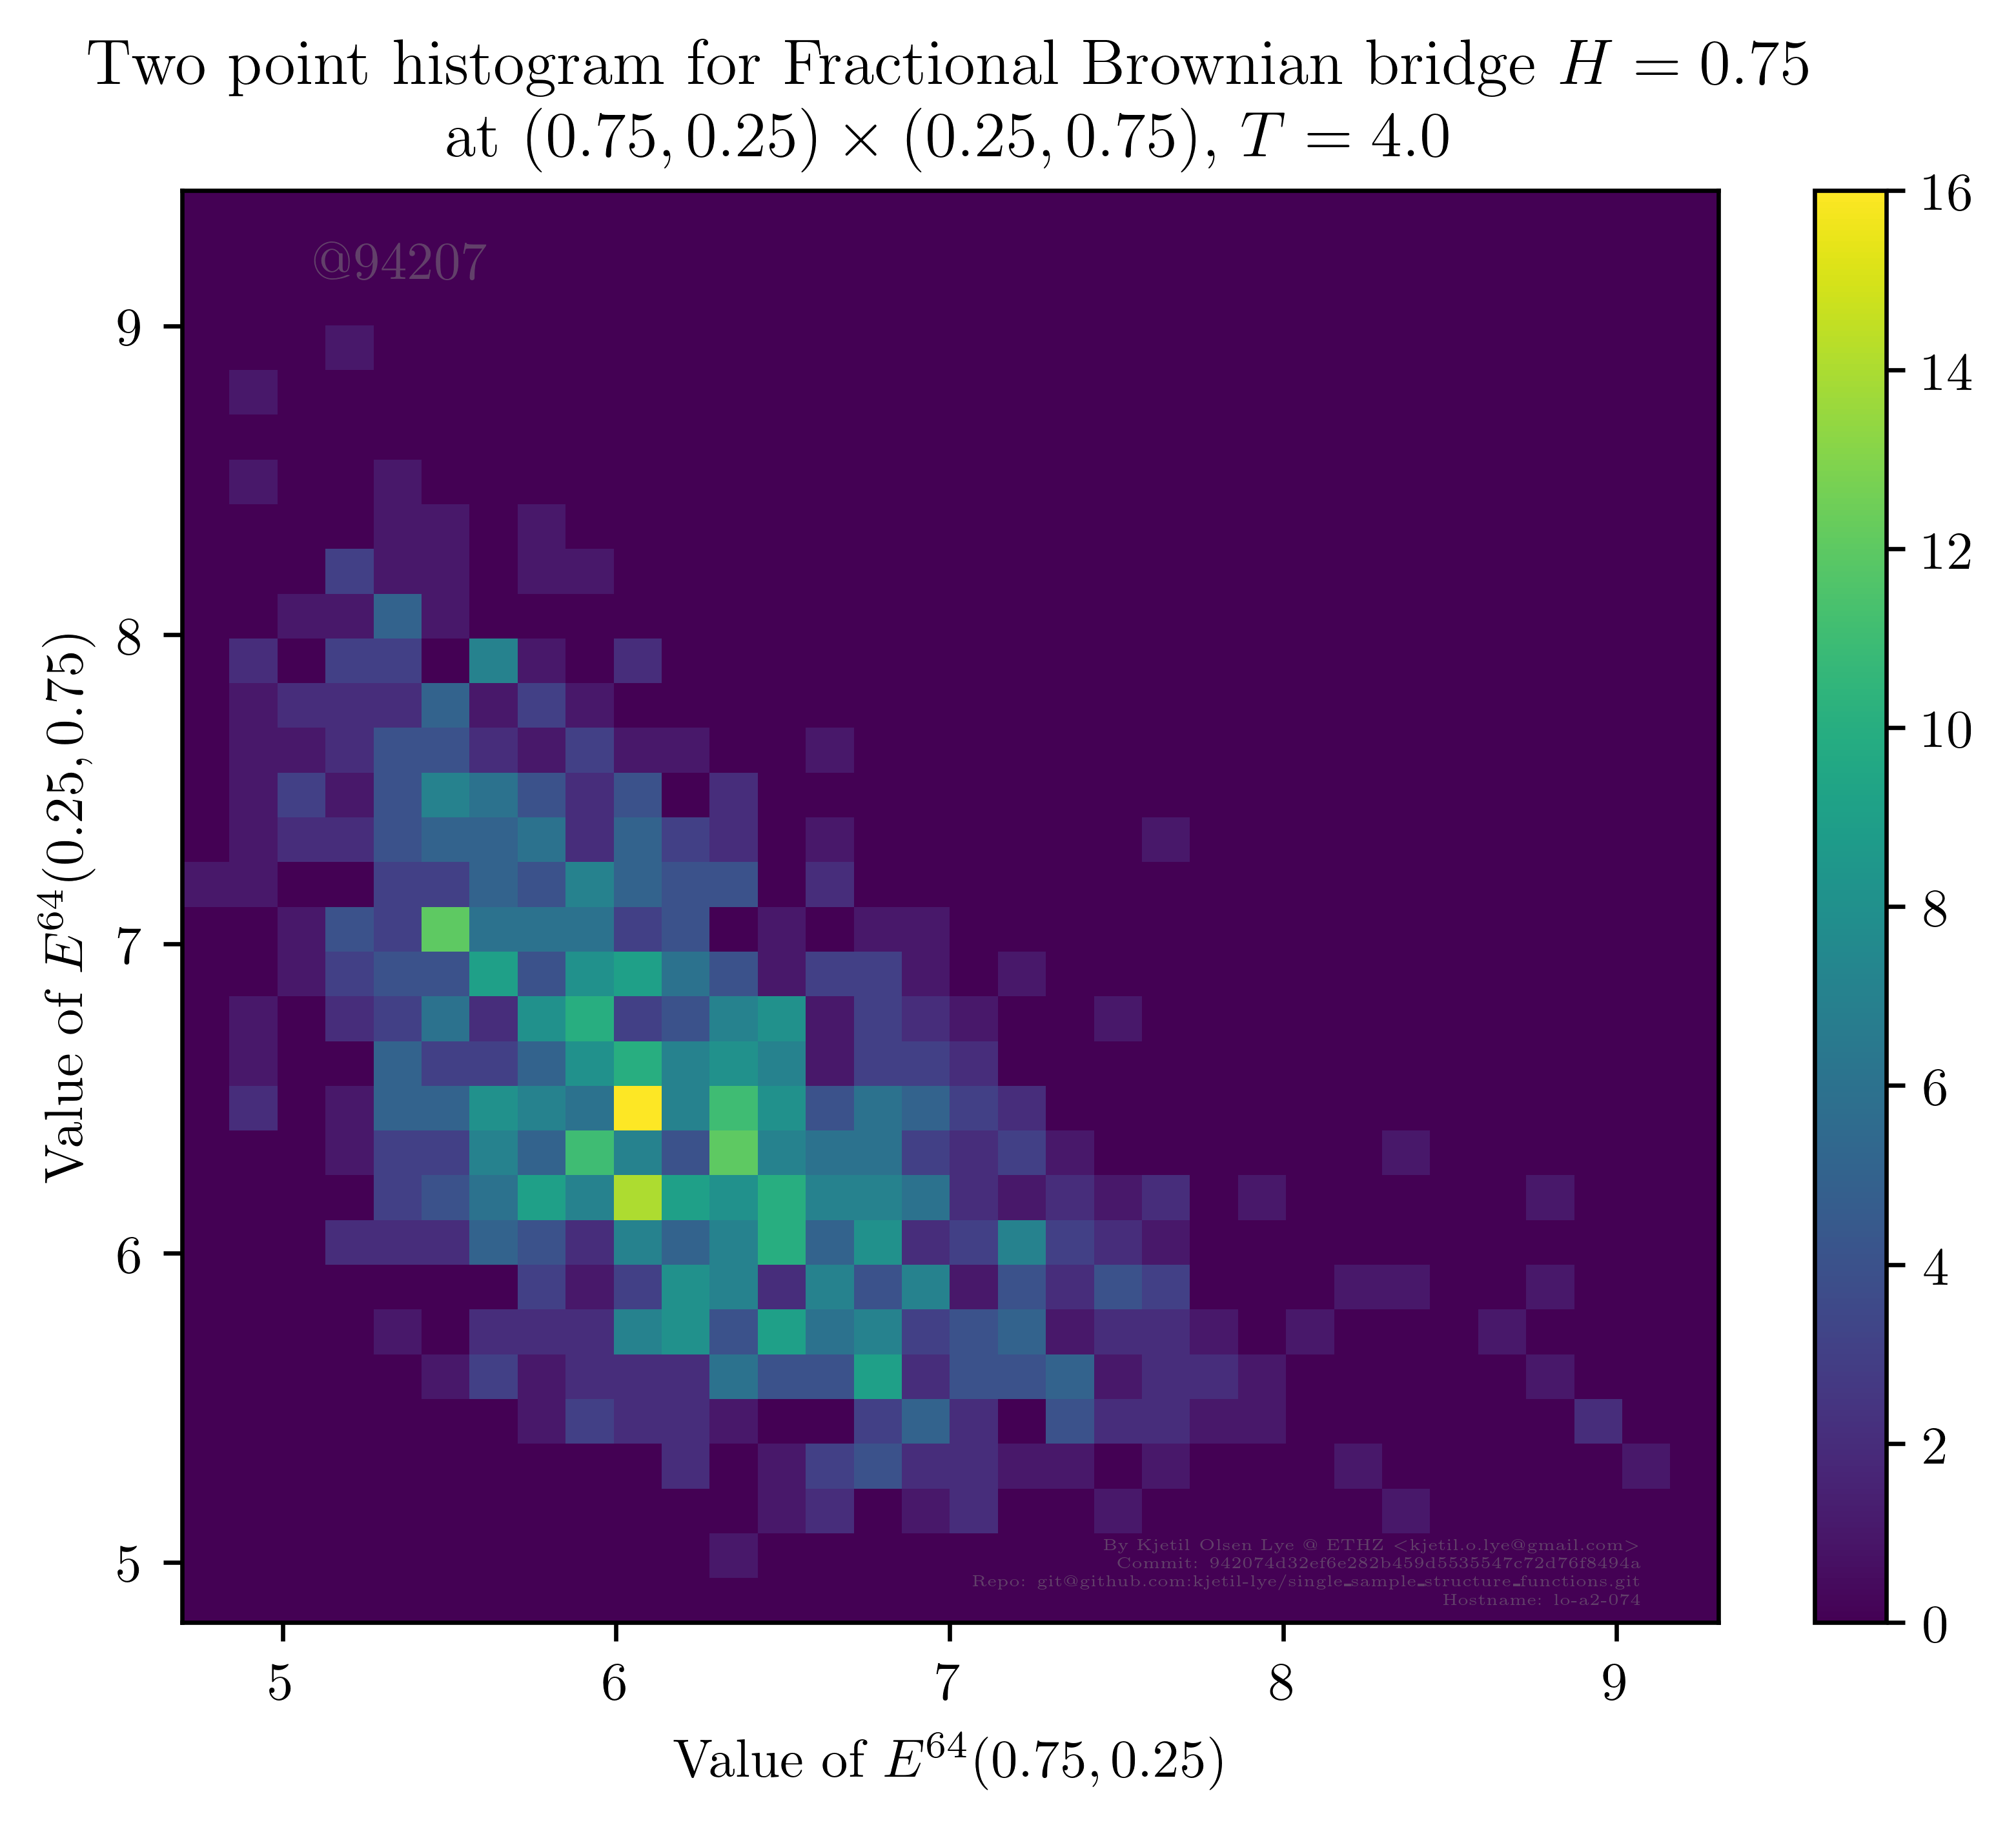 Two point histogram for Fractional Brownian bridge H = 0.75
at (0.75, 0.25) × (0.25, 0.75), T = 4.0
@94207
Value of E^64(0.25, 0.75)
9
8
7
6
5
5 6 7 8 9
Value of E^64(0.75, 0.25)
16
14
12
10
8
6
4
2
0
By Kjetil Olsen Lye @ ETHZ <kjetil.o.lye@gmail.com>
Commit: 942074d32ef6e282b459d5535547c72d76f8494a
Repo: git@github.com:kjetil-lye/single_sample_structure_functions.git
Hostname: lo-a2-074